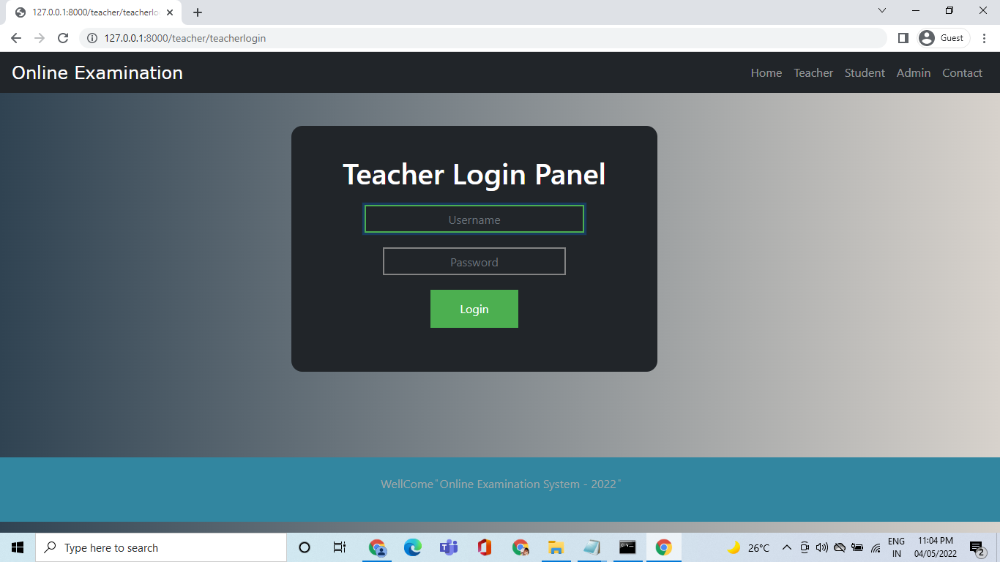 127.0.0.1:8000/teacher/teacherlo
127.0.0.1:8000/teacher/teacherlogin
Guest
Online Examination
Home Teacher Student Admin Contact
Teacher Login Panel
Username
Password
Login
WellCome"Online Examination System - 2022"
Type here to search
26°C
ENG
IN
11:04 PM
04/05/2022
2